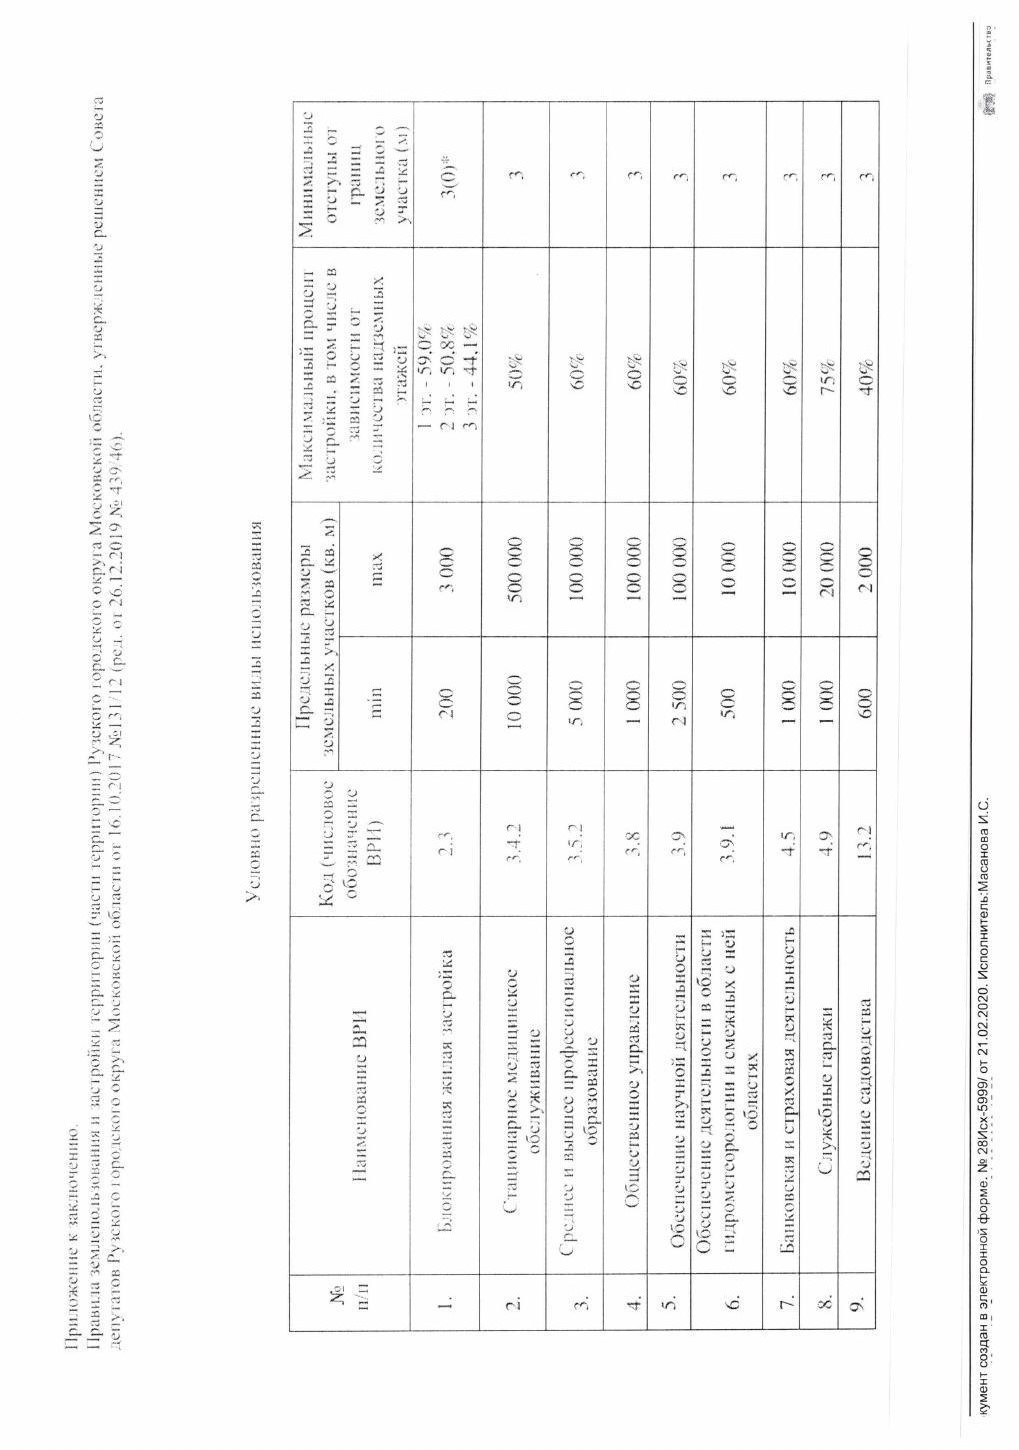 Приложение к заключению.
Правила землепользования и застройки территории (части территории) Рузского городского округа Московской области, утвержденные решением Совета
депутатов Рузского городского округа Московской области от 16.10.2017 №131/12 (ред. от 26.12.2019 № 439/46).
Условно разрешенные виды использования
№
п/п
Наименование ВРИ
Код (числовое
обозначение
ВРИ)
Предельные размеры
земельных участков (кв. м)
min
max
Максимальный процент
застройки, в том числе в
зависимости от
количества надземных
этажей
Минимальные
отступы от
границ
земельного
участка (м)
1.
Блокированная жилая застройка
2.3
200
3 000
1 эт. - 59,0%
2 эт. - 50,8%
3 эт. - 44,1%
3(0)*
2.
Стационарное медицинское
обслуживание
3.4.2
10 000
500 000
50%
3
3.
Среднее и высшее профессиональное
образование
3.5.2
5 000
100 000
60%
3
4.
Общественное управление
3.8
1 000
100 000
60%
3
5.
Обеспечение научной деятельности
3.9
2 500
100 000
60%
3
6.
Обеспечение деятельности в области
гидрометеорологии и смежных с ней
областях
3.9.1
500
10 000
60%
3
7.
Банковская и страховая деятельность
4.5
1 000
10 000
60%
3
8.
Служебные гаражи
4.9
1 000
20 000
75%
3
9.
Ведение садоводства
13.2
600
2 000
40%
3
кумент создан в электронной форме. № 28Исх-5999/ от 21.02.2020. Исполнитель:Масанова И.С.
Правительство